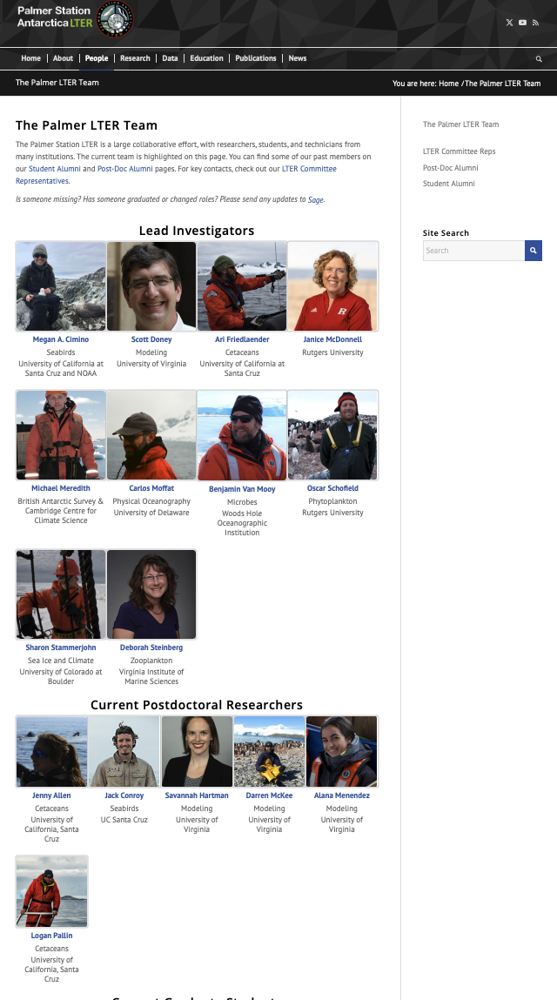 Palmer Station
Antarctica LTER
Home
About
People
Research
Data
Education
Publications
News
The Palmer LTER Team
You are here: Home / The Palmer LTER Team
The Palmer LTER Team
The Palmer Station LTER is a large collaborative effort, with researchers, students, and technicians from
many institutions. The current team is highlighted on this page. You can find some of our past members on
our Student Alumni and Post-Doc Alumni pages. For key contacts, check out our LTER Committee
Representatives.
Is someone missing? Has someone graduated or changed roles? Please send any updates to Sage.
The Palmer LTER Team
LTER Committee Reps
Post-Doc Alumni
Student Alumni
Site Search
Search
Lead Investigators
Megan A. Cimino
Seabirds
University of California at
Santa Cruz and NOAA
Scott Doney
Modeling
University of Virginia
Ari Friedlaender
Cetaceans
University of California at
Santa Cruz
R
Janice McDonnell
Rutgers University
Michael Meredith
British Antarctic Survey &
Cambridge Centre for
Climate Science
Carlos Moffat
Physical Oceanography
University of Delaware
Benjamin Van Mooy
Microbes
Woods Hole
Oceanographic
Institution
Oscar Schofield
Phytoplankton
Rutgers University
Sharon Stammerjohn
Sea Ice and Climate
University of Colorado at
Boulder
Deborah Steinberg
Zooplankton
Virginia Institute of
Marine Sciences
Current Postdoctoral Researchers
Jenny Allen
Cetaceans
University of
California, Santa
Cruz
Jack Conroy
Seabirds
UC Santa Cruz
Savannah Hartman
Modeling
University of
Virginia
Darren McKee
Modeling
University of
Virginia
Alana Menendez
Modeling
University of
Virginia
Logan Pallin
Cetaceans
University of
California, Santa
Cruz